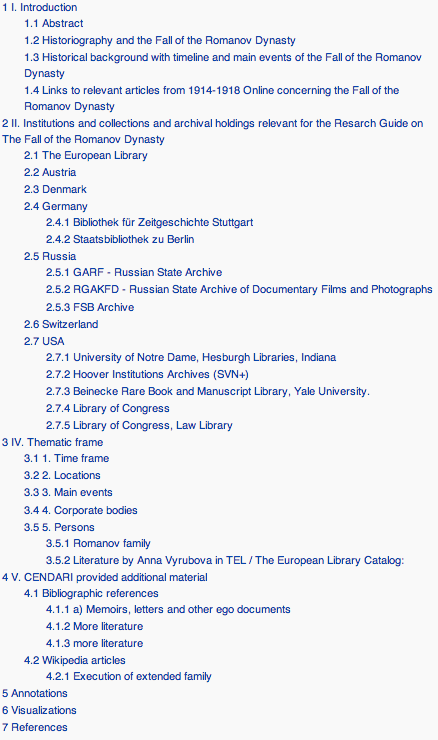 1 I. Introduction
1.1 Abstract
1.2 Historiography and the Fall of the Romanov Dynasty
1.3 Historical background with timeline and main events of the Fall of the Romanov
Dynasty
1.4 Links to relevant articles from 1914-1918 Online concerning the Fall of the
Romanov Dynasty
2 II. Institutions and collections and archival holdings relevant for the Resarch Guide on
The Fall of the Romanov Dynasty
2.1 The European Library
2.2 Austria
2.3 Denmark
2.4 Germany
2.4.1 Bibliothek für Zeitgeschichte Stuttgart
2.4.2 Staatsbibliothek zu Berlin
2.5 Russia
2.5.1 GARF - Russian State Archive
2.5.2 RGAKFD - Russian State Archive of Documentary Films and Photographs
2.5.3 FSB Archive
2.6 Switzerland
2.7 USA
2.7.1 University of Notre Dame, Hesburgh Libraries, Indiana
2.7.2 Hoover Institutions Archives (SVN+)
2.7.3 Beinecke Rare Book and Manuscript Library, Yale University.
2.7.4 Library of Congress
2.7.5 Library of Congress, Law Library
3 IV. Thematic frame
3.1 1. Time frame
3.2 2. Locations
3.3 3. Main events
3.4 4. Corporate bodies
3.5 5. Persons
3.5.1 Romanov family
3.5.2 Literature by Anna Vyrubova in TEL / The European Library Catalog:
4 V. CENDARI provided additional material
4.1 Bibliographic references
4.1.1 a) Memoirs, letters and other ego documents
4.1.2 More literature
4.1.3 more literature
4.2 Wikipedia articles
4.2.1 Execution of extended family
5 Annotations
6 Visualizations
7 References